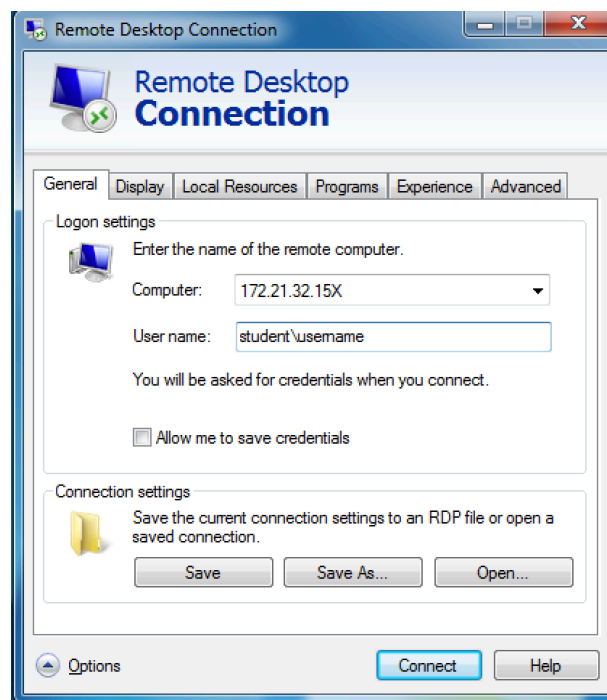 Remote Desktop Connection
Remote Desktop
Connection
General Display Local Resources Programs Experience Advanced
Logon settings
Enter the name of the remote computer.
Computer: 172.21.32.15X
User name: student\username
You will be asked for credentials when you connect.
Allow me to save credentials
Connection settings
Save the current connection settings to an RDP file or open a
saved connection.
Save Save As... Open...
Options Connect Help